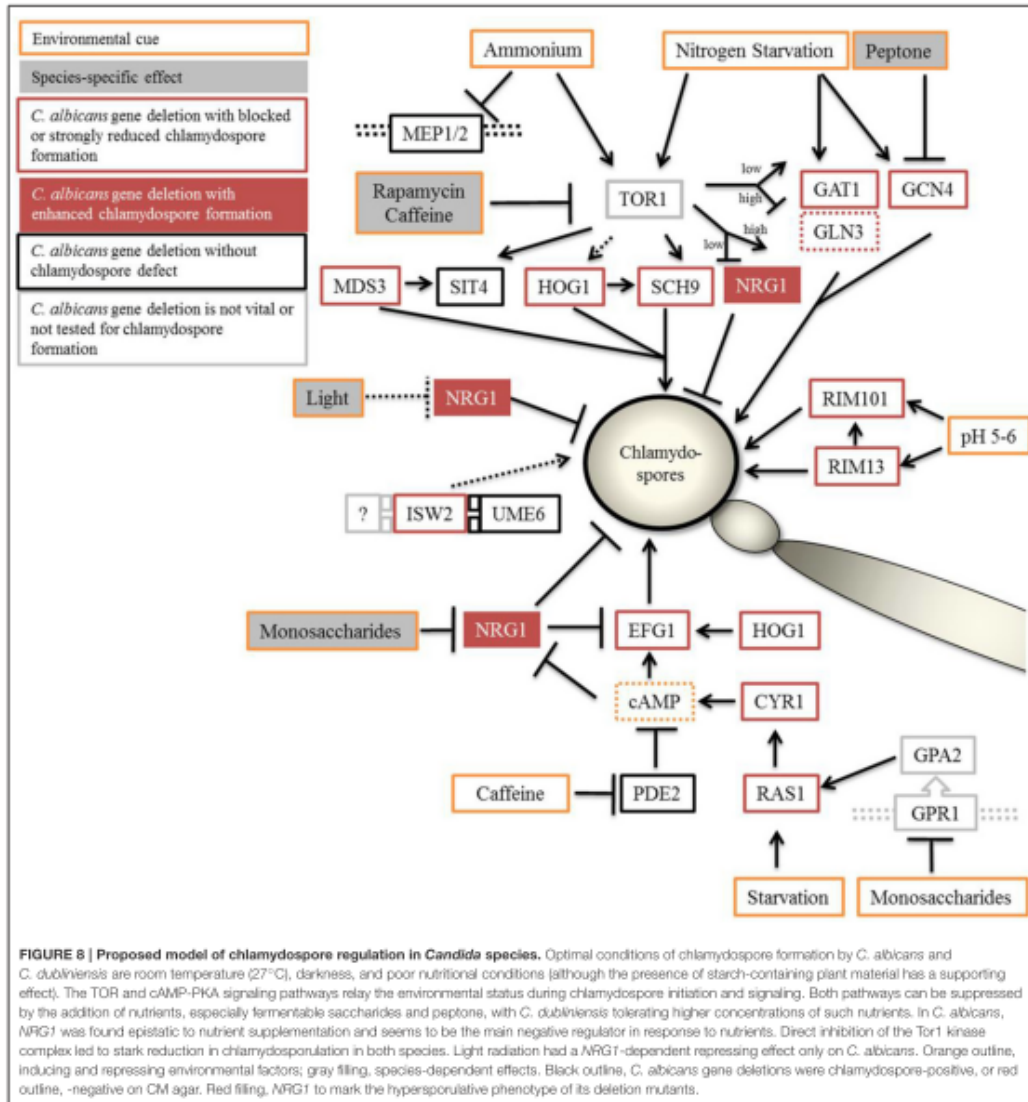 Environmental cue
Species-specific effect
C. albicans gene deletion with blocked
or strongly reduced chlamydospore
formation
C. albicans gene deletion with
enhanced chlamydospore formation
C. albicans gene deletion without
chlamydospore defect
C. albicans gene deletion is not vital or
not tested for chlamydospore
formation
Ammonium
Nitrogen Starvation
Peptone
MEP1/2
Rapamycin
Caffeine
TOR1
low
high
GAT1
GCN4
GLN3
high
low
MDS3
SIT4
HOG1
SCH9
NRG1
Light
NRG1
Chlamydo-
spores
RIM101
pH 5-6
RIM13
?
ISW2
UME6
Monosaccharides
NRG1
EFG1
HOG1
cAMP
CYR1
GPA2
Caffeine
PDE2
RAS1
GPR1
Starvation
Monosaccharides
FIGURE 8 | Proposed model of chlamydospore regulation in Candida species. Optimal conditions of chlamydospore formation by C. albicans and
C. dubliniensis are room temperature (27°C), darkness, and poor nutritional conditions (although the presence of starch-containing plant material has a supporting
effect). The TOR and cAMP-PKA signaling pathways relay the environmental status during chlamydospore initiation and signaling. Both pathways can be suppressed
by the addition of nutrients, especially fermentable saccharides and peptone, with C. dubliniensis tolerating higher concentrations of such nutrients. In C. albicans,
NRG1 was found epistatic to nutrient supplementation and seems to be the main negative regulator in response to nutrients. Direct inhibition of the Tor1 kinase
complex led to stark reduction in chlamydosporulation in both species. Light radiation had a NRG1-dependent repressing effect only on C. albicans. Orange outline,
inducing and repressing environmental factors; gray filling, species-dependent effects. Black outline, C. albicans gene deletions were chlamydospore-positive, or red
outline, -negative on CM agar. Red filling, NRG1 to mark the hypersporulative phenotype of its deletion mutants.